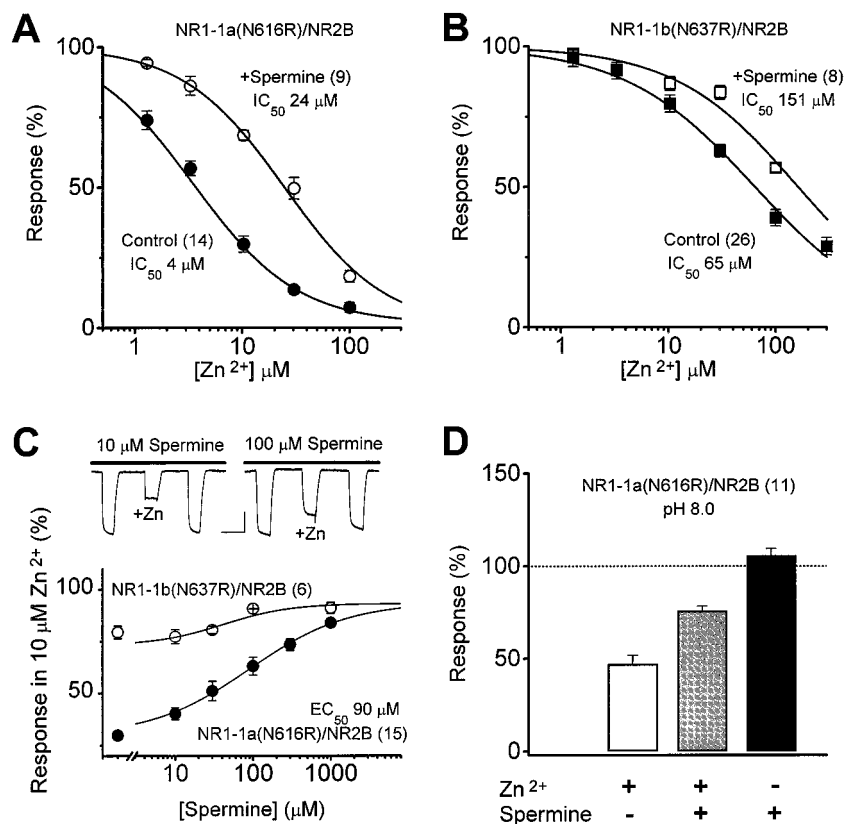 A
NR1-1a(N616R)/NR2B
100
50
0
Response (%)
+Spermine (9)
IC50 24 μM
Control (14)
IC50 4 μM
1
10
100
[Zn 2+] μM
B
NR1-1b(N637R)/NR2B
100
50
0
Response (%)
+Spermine (8)
IC50 151 μM
Control (26)
IC50 65 μM
1
10
100
[Zn 2+] μM
C
10 μM Spermine
100 μM Spermine
+Zn
+Zn
Response in 10 μM Zn 2+ (%)
100
50
NR1-1b(N637R)/NR2B (6)
EC50 90 μM
NR1-1a(N616R)/NR2B (15)
10
100
1000
[Spermine] (μM)
D
150
100
50
0
Response (%)
NR1-1a(N616R)/NR2B (11)
pH 8.0
Zn 2+ + + -
Spermine - + +